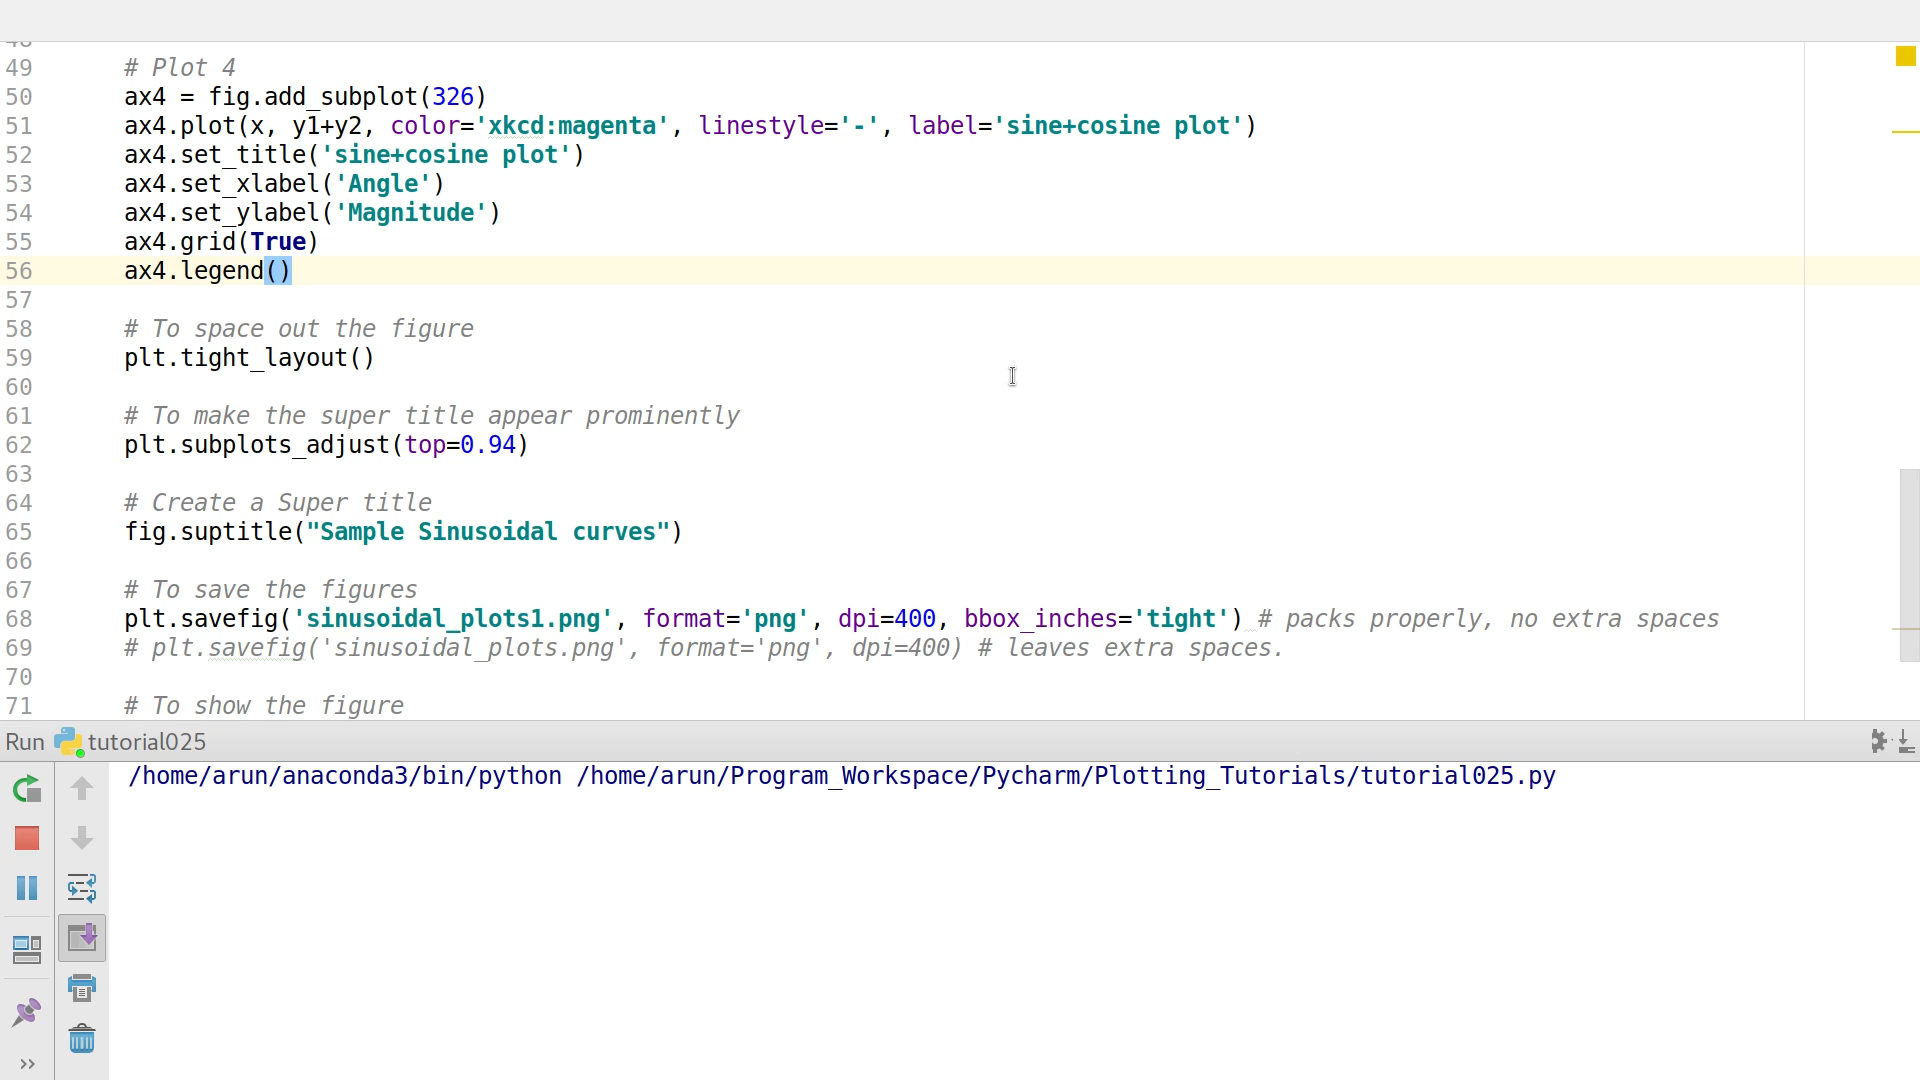 49 # Plot 4
50 ax4 = fig.add_subplot(326)
51 ax4.plot(x, y1+y2, color='xkcd:magenta', linestyle='-', label='sine+cosine plot')
52 ax4.set_title('sine+cosine plot')
53 ax4.set_xlabel('Angle')
54 ax4.set_ylabel('Magnitude')
55 ax4.grid(True)
56 ax4.legend()
57
58 # To space out the figure
59 plt.tight_layout()
60
61 # To make the super title appear prominently
62 plt.subplots_adjust(top=0.94)
63
64 # Create a Super title
65 fig.suptitle("Sample Sinusoidal curves")
66
67 # To save the figures
68 plt.savefig('sinusoidal_plots1.png', format='png', dpi=400, bbox_inches='tight') # packs properly, no extra spaces
69 # plt.savefig('sinusoidal_plots.png', format='png', dpi=400) # leaves extra spaces.
70
71 # To show the figure
Run tutorial025
/home/arun/anaconda3/bin/python /home/arun/Program_Workspace/Pycharm/Plotting_Tutorials/tutorial025.py